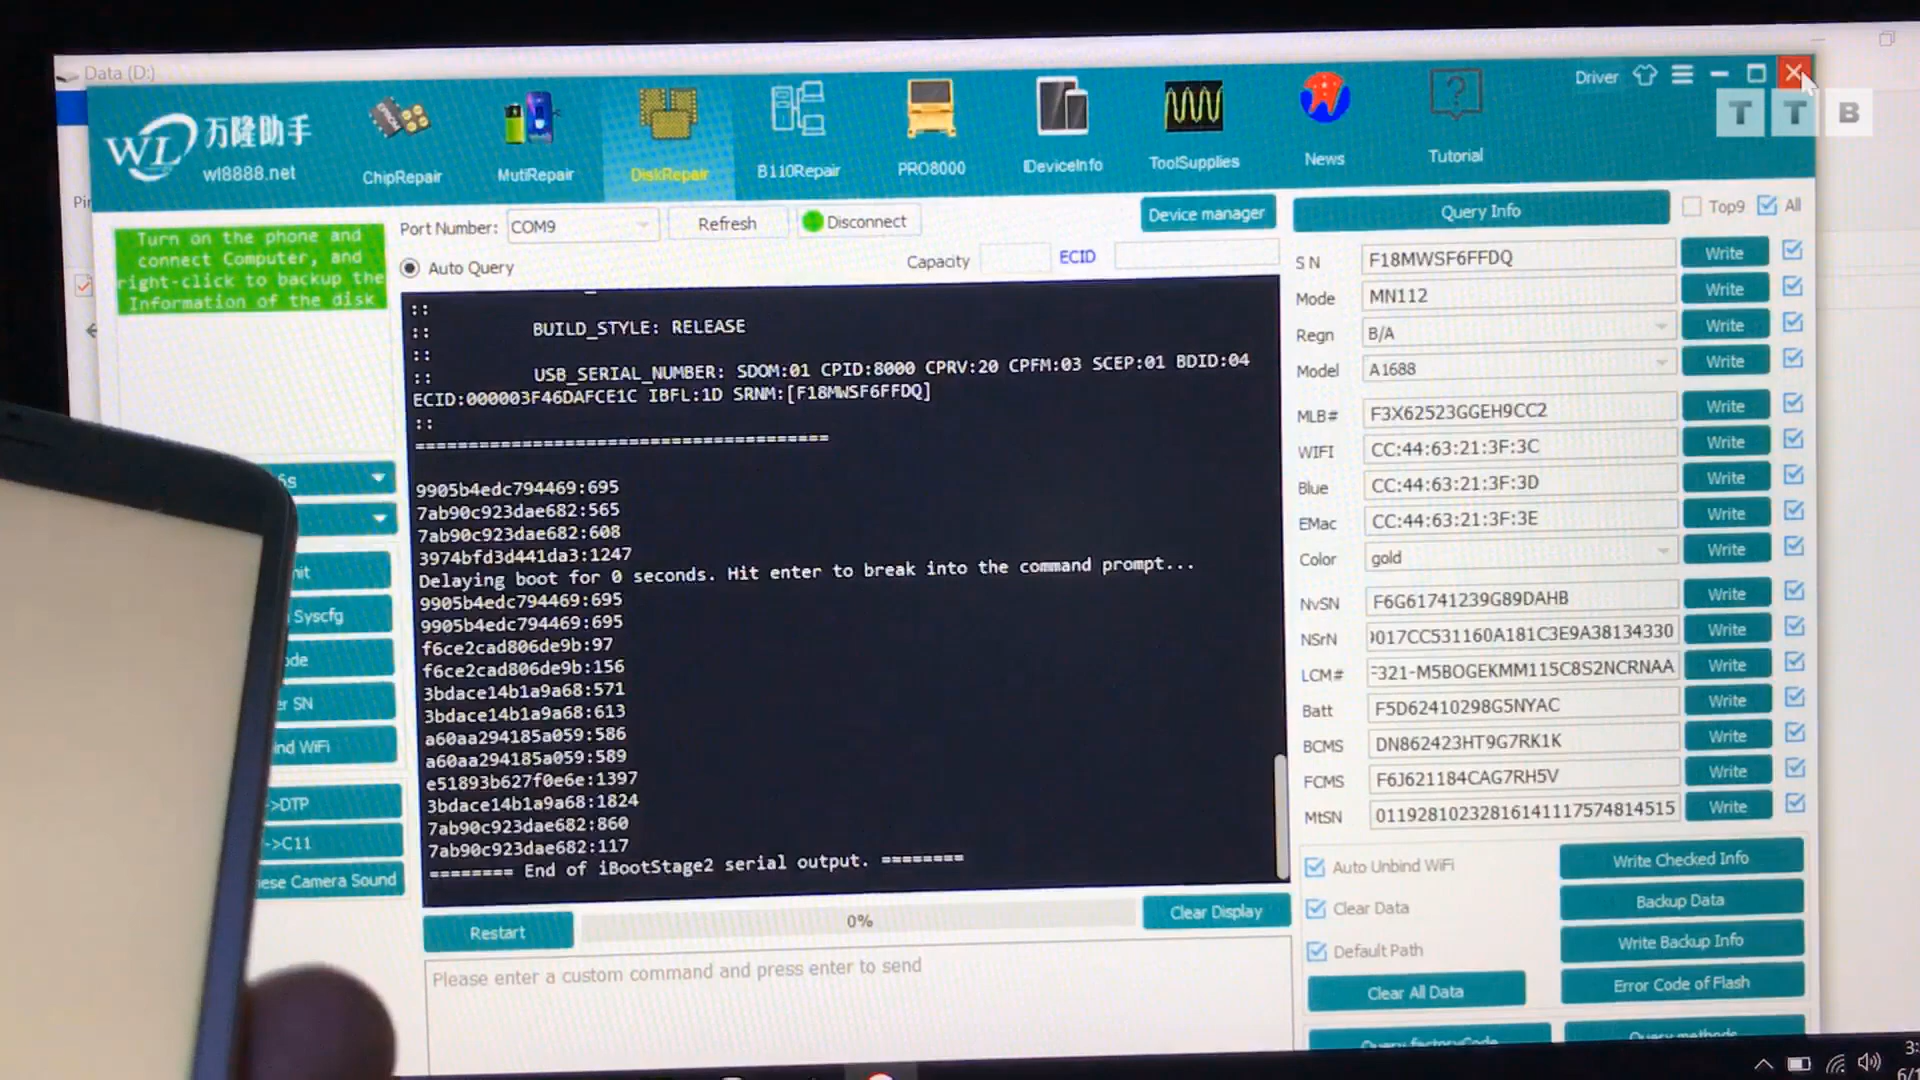 Data (D:)
Driver
T T B
WL 万隆助手
wl8888.net
ChipRepair
MutiRepair
DiskRepair
B110Repair
PRO8000
IDeviceInfo
ToolSupplies
News
Tutorial
Turn on the phone and
connect Computer, and
right-click to backup the
Information of the disk
Port Number: COM9 Refresh Disconnect Device manager
Auto Query Capacity ECID
:: 
:: BUILD_STYLE: RELEASE
::
:: USB_SERIAL_NUMBER: SDOM:01 CPID:8000 CPRV:20 CPFM:03 SCEP:01 BDID:04
ECID:000003F46DAFCE1C IBFL:1D SRNM:[F18MWSF6FFDQ]
::
=======================================
9905b4edc794469:695
7ab90c923dae682:565
7ab90c923dae682:608
3974bfd3d441da3:1247
Delaying boot for 0 seconds. Hit enter to break into the command prompt...
9905b4edc794469:695
9905b4edc794469:695
f6ce2cad806de9b:97
f6ce2cad806de9b:156
3bdace14b1a9a68:571
3bdace14b1a9a68:613
a60aa294185a059:586
a60aa294185a059:589
e51893b627f0e6e:1397
3bdace14b1a9a68:1824
7ab90c923dae682:860
7ab90c923dae682:117
======== End of iBootStage2 serial output. ========
Restart 0% Clear Display
Please enter a custom command and press enter to send
Syscfg
SN
WiFi
->DTP
->C11
Camera Sound
Query Info Top9 All
SN F18MWSF6FFDQ Write
Mode MN112 Write
Regn B/A Write
Model A1688 Write
MLB# F3X62523GGEH9CC2 Write
WIFI CC:44:63:21:3F:3C Write
Blue CC:44:63:21:3F:3D Write
EMac CC:44:63:21:3F:3E Write
Color gold Write
NvSN F6G61741239G89DAHB Write
NSrN 017CC531160A181C3E9A38134330 Write
LCM# 321-M5BOGEKMM115C8S2NCRNAA Write
Batt F5D62410298G5NYAC Write
BCMS DN862423HT9G7RK1K Write
FCMS F6J621184CAG7RH5V Write
MtSN 01192810232816141117574814515 Write
Auto Unbind WiFi Write Checked Info
Clear Data Backup Data
Default Path Write Backup Info
Clear All Data Error Code of Flash
Query factoryCode Query methods